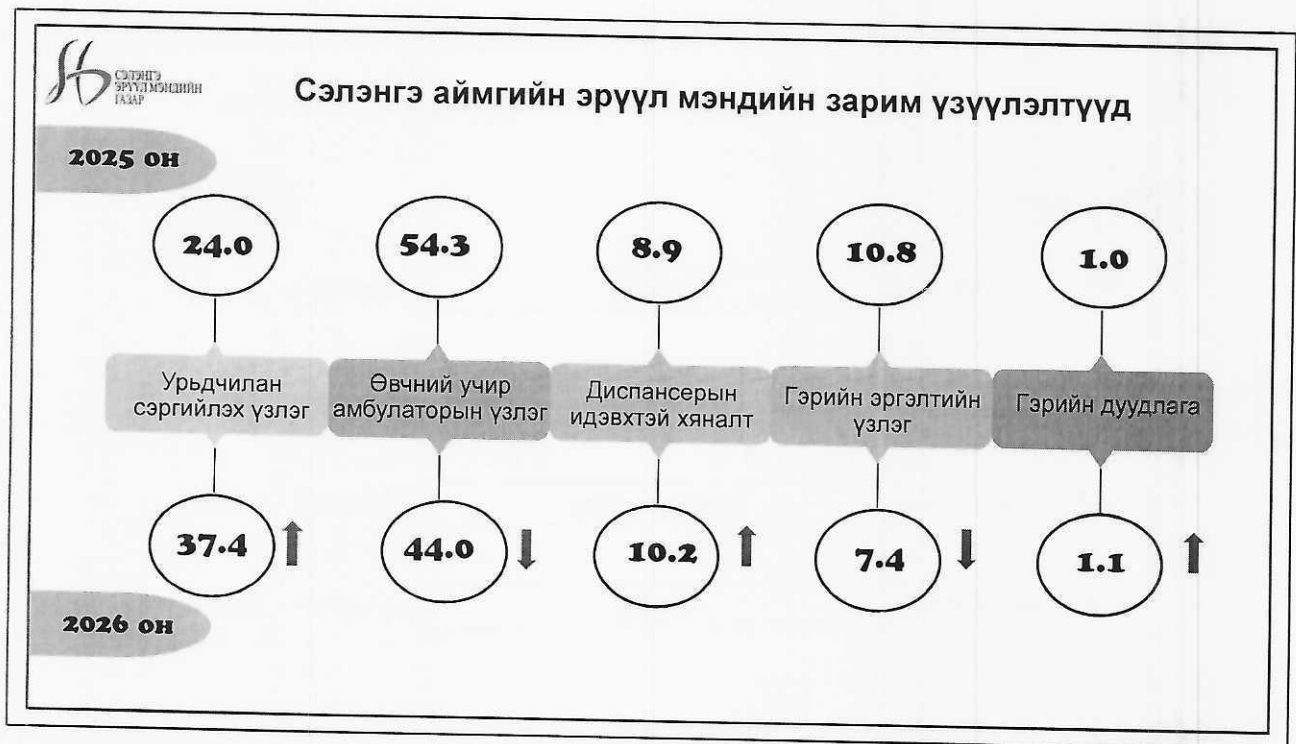 СЭЛЭНГЭ
ЭРҮҮЛ МЭНДИЙН
ГАЗАР
Сэлэнгэ аймгийн эрүүл мэндийн зарим үзүүлэлтүүд
2025 он
24.0
54.3
8.9
10.8
1.0
Урьдчилан
сэргийлэх үзлэг
Өвчний учир
амбулаторын үзлэг
Диспансерын
идэвхтэй хяналт
Гэрийн эргэлтийн
үзлэг
Гэрийн дуудлага
37.4
44.0
10.2
7.4
1.1
2026 он